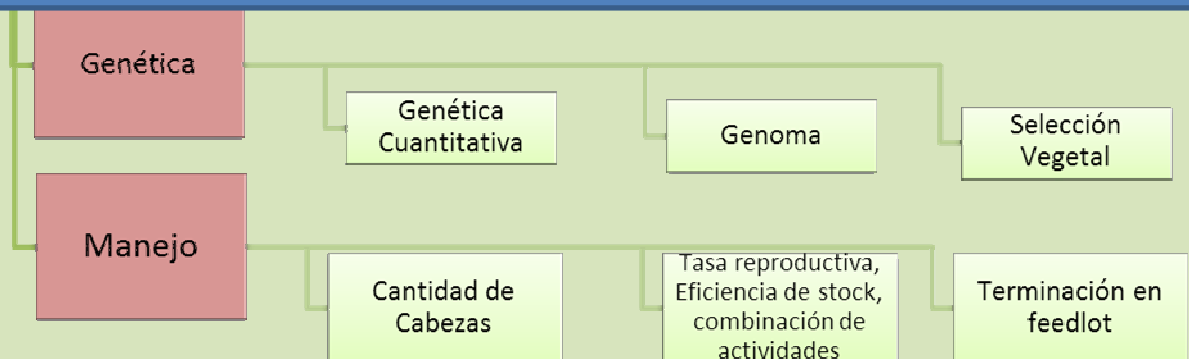 Genética
Genética
Cuantitativa
Genoma
Selección
Vegetal
Manejo
Cantidad de
Cabezas
Tasa reproductiva,
Eficiencia de stock,
combinación de
actividades
Terminación en
feedlot